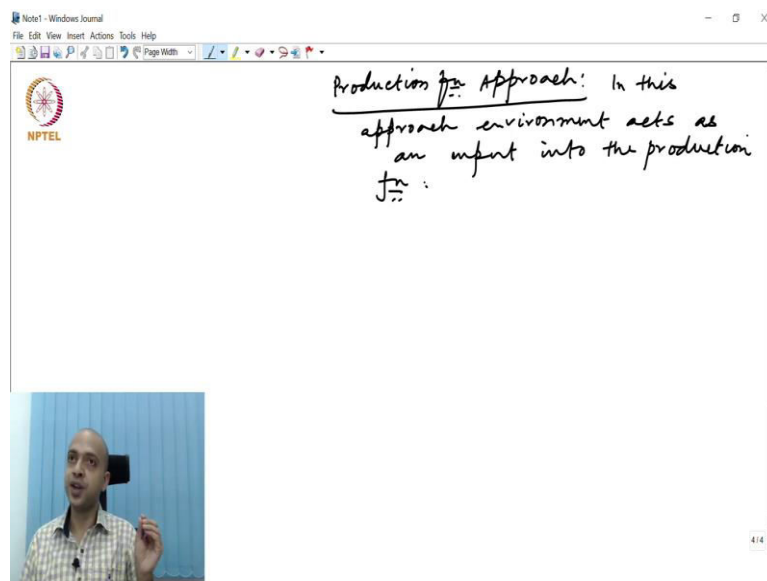 Note1 - Windows Journal
File Edit View Insert Actions Tools Help
Page Width
NPTEL
Production fn Approach: In this
approach environment acts as
an input into the production
fn :
4/4